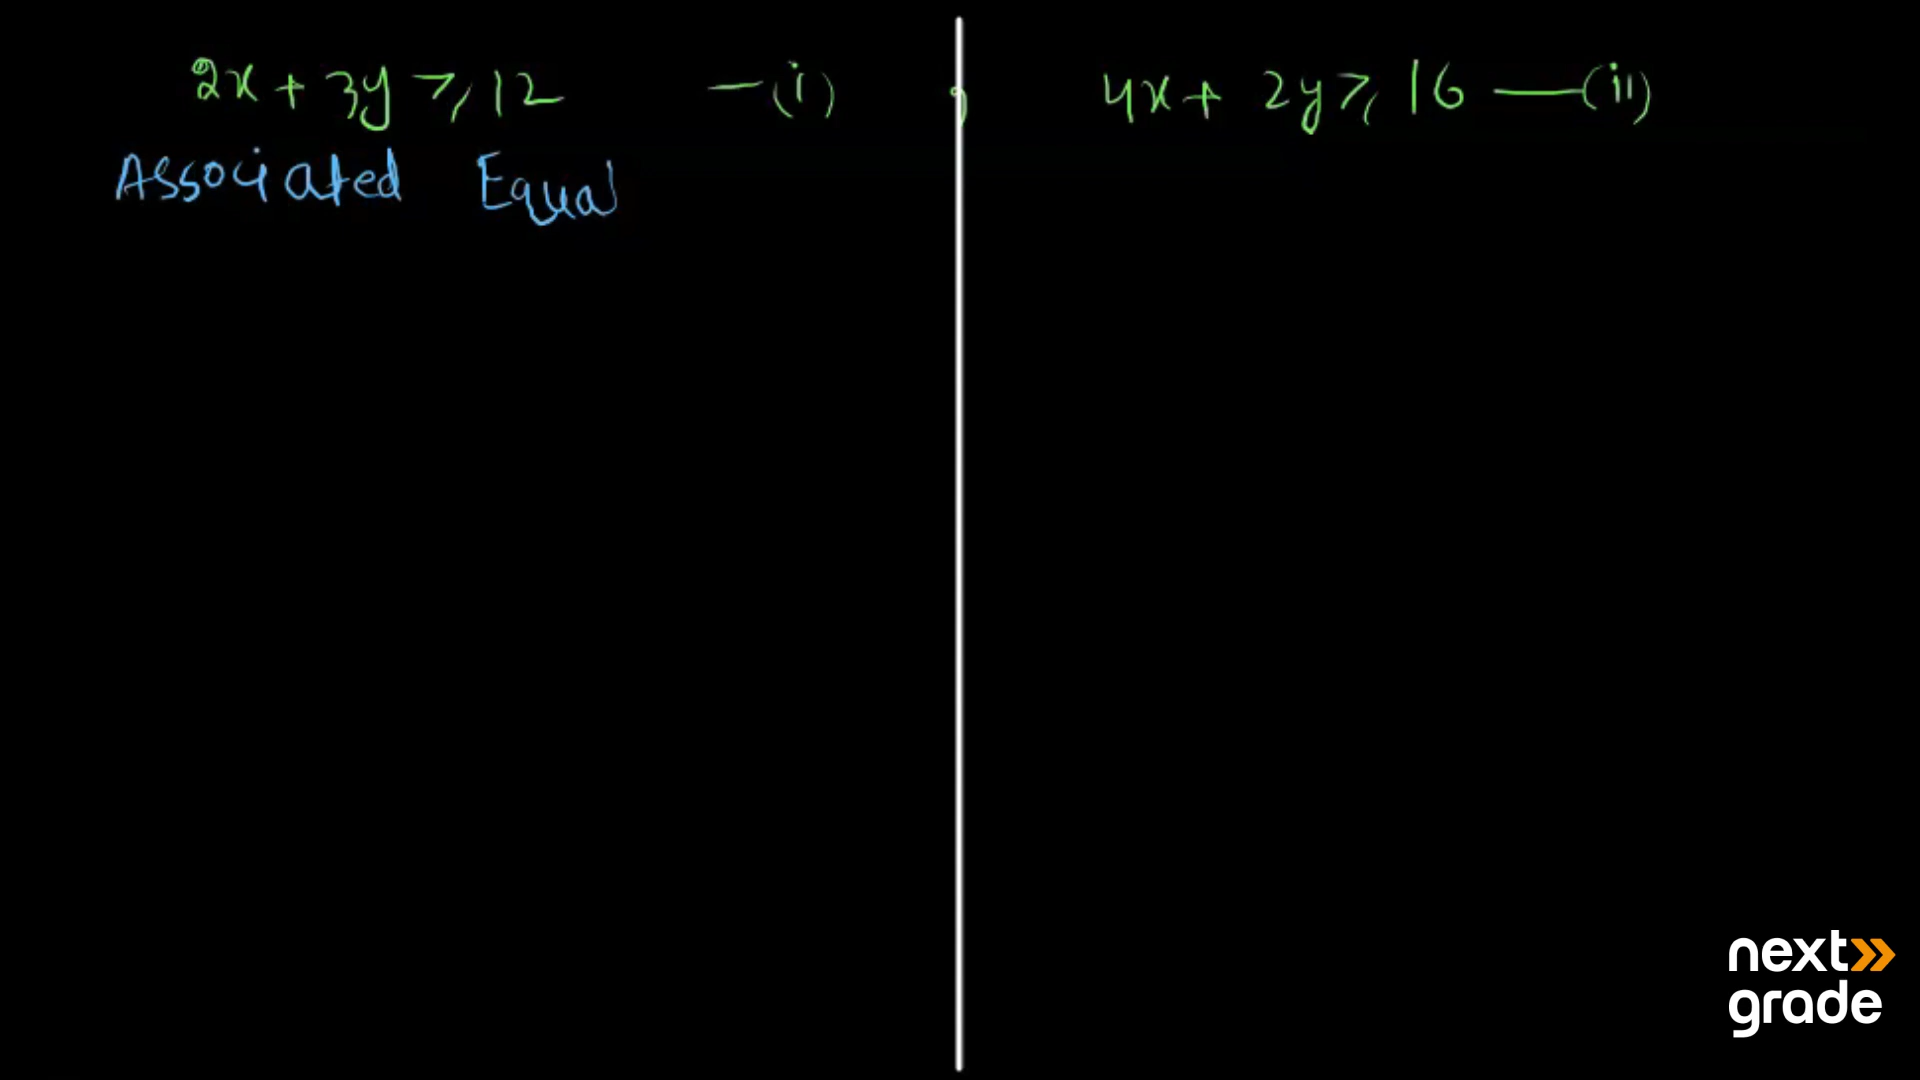 2x + 3y ⩾ 12 —(i) , 4x + 2y ⩾ 16 —(ii)
Associated Equal
next
grade